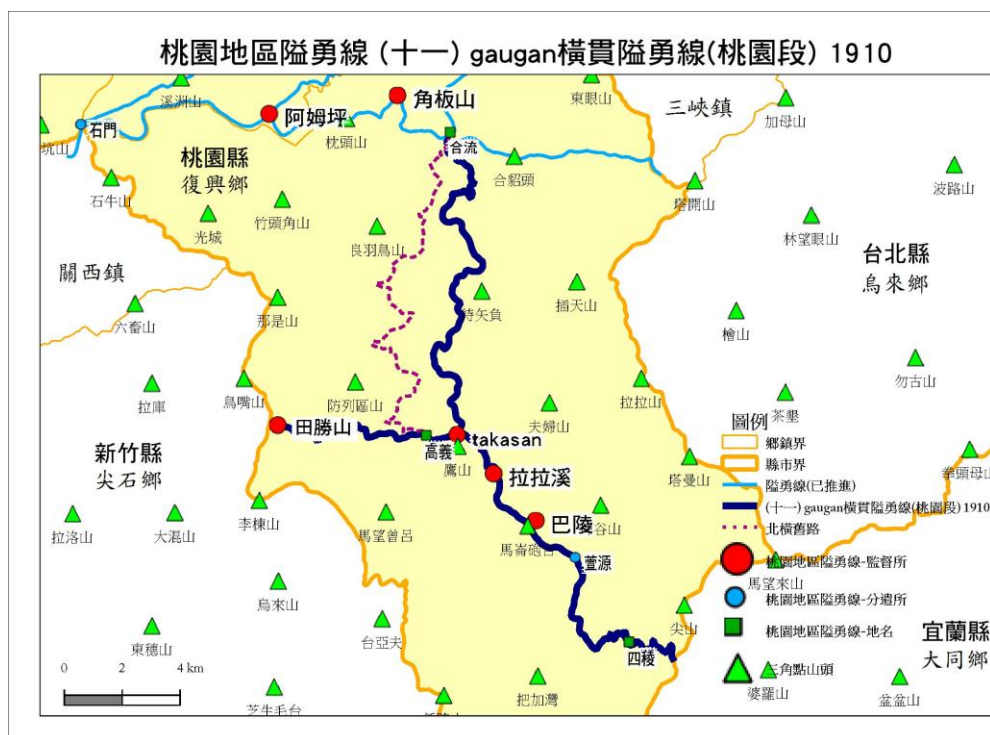 桃園地區隘勇線 (十一) gaugan橫貫隘勇線(桃園段) 1910
溪洲山
角板山
東眼山
三峽鎮
加母山
坑山
石門
阿姆坪
枕頭山
合流
桃園縣
復興鄉
合貂頭
波路山
石牛山
塔開山
竹頭角山
光城
林望眼山
良羽鳥山
台北縣
烏來鄉
關西鎮
插天山
六畜山
那是山
特矢負
檜山
勿古山
鳥嘴山
拉庫
防列區山
拉拉山
夫婦山
茶墾
圖例
鄉鎮界
縣市界
隘勇線(已推進)
(十一) gaugan橫貫隘勇線(桃園段) 1910
北橫舊路
桃園地區隘勇線-監督所
桃園地區隘勇線-分遣所
桃園地區隘勇線-地名
三角點山頭
田勝山
高義
takasan
鷹山
新竹縣
尖石鄉
拉拉溪
塔曼山
拳頭母山
李棟山
拉洛山
大混山
馬望曾呂
巴陵
谷山
馬崙砲台
萱源
馬望來山
烏來山
台亞夫
尖山
東穗山
四稜
宜蘭縣
大同鄉
0 2 4 km
芝生毛台
把加灣
婆羅山
盆盆山